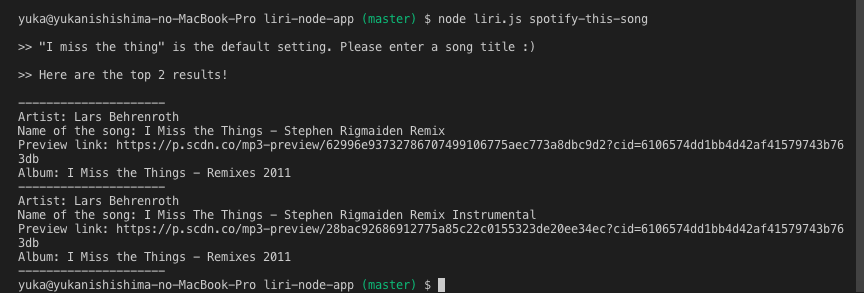 yuka@yukanishishima-no-MacBook-Pro liri-node-app (master) $ node liri.js spotify-this-song
>> "I miss the thing" is the default setting. Please enter a song title :)
>> Here are the top 2 results!
---------------------
Artist: Lars Behrenroth
Name of the song: I Miss the Things - Stephen Rigmaiden Remix
Preview link: https://p.scdn.co/mp3-preview/62996e93732786707499106775aec773a8dbc9d2?cid=6106574dd1bb4d42af41579743b76
3db
Album: I Miss the Things - Remixes 2011
---------------------
Artist: Lars Behrenroth
Name of the song: I Miss The Things - Stephen Rigmaiden Remix Instrumental
Preview link: https://p.scdn.co/mp3-preview/28bac92686912775a85c22c0155323de20ee34ec?cid=6106574dd1bb4d42af41579743b76
3db
Album: I Miss the Things - Remixes 2011
---------------------
yuka@yukanishishima-no-MacBook-Pro liri-node-app (master) $